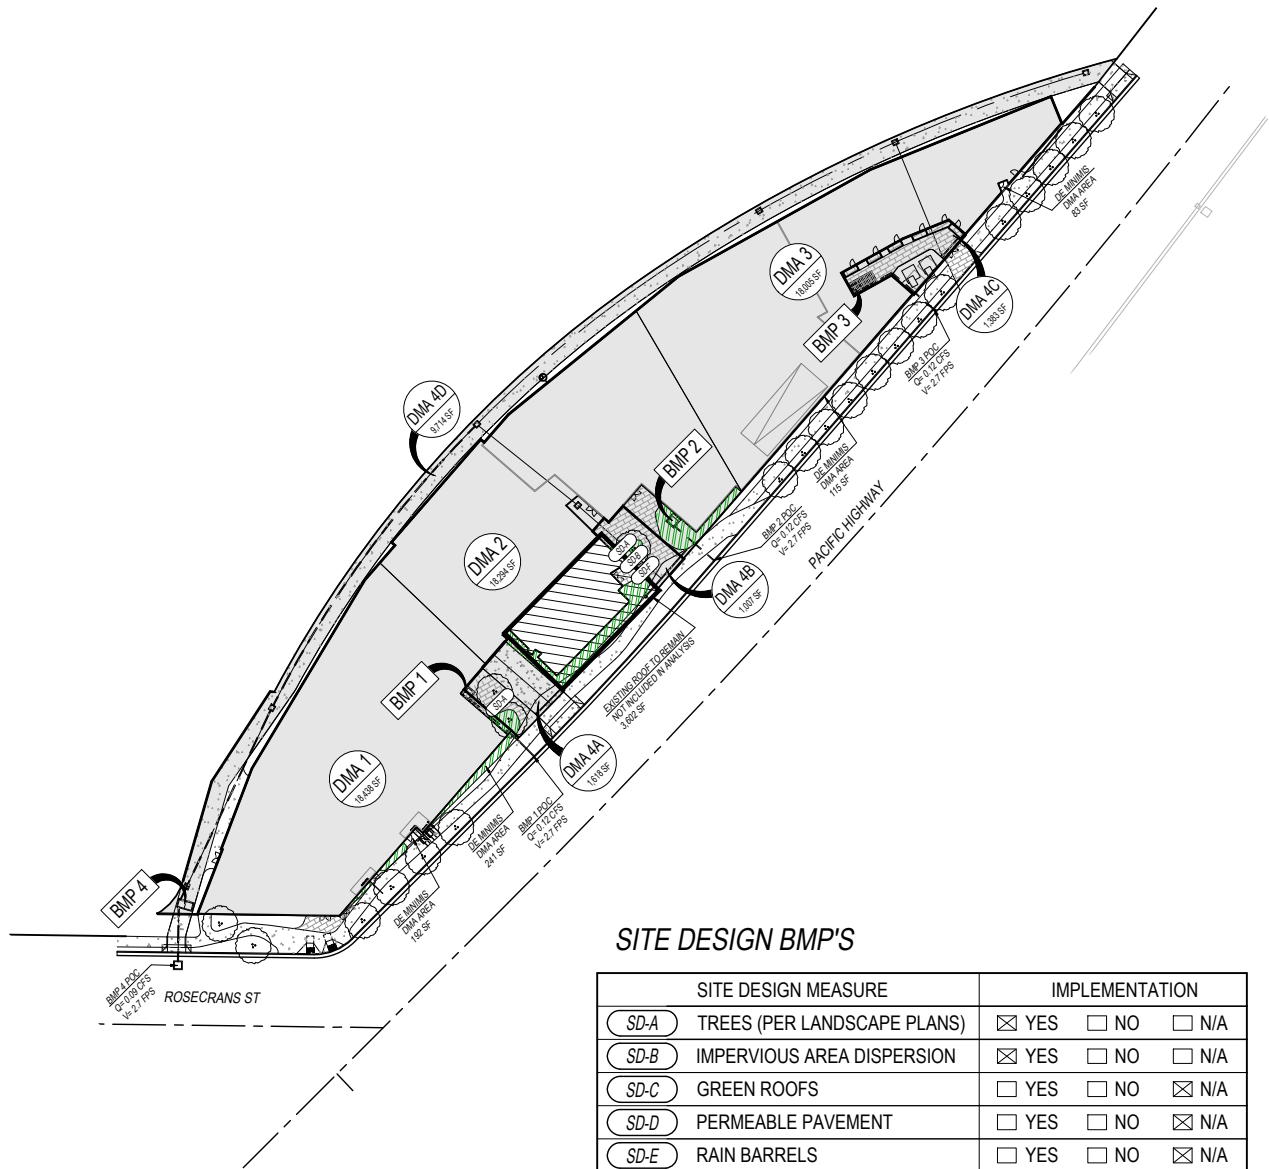 DE MINIMIS
DMA AREA
83 SF
DMA 3
18,005 SF
DMA 4C
1,383 SF
BMP 3
BMP 3 POC
Q= 0.12 CFS
V= 2.7 FPS
DMA 4D
9,714 SF
BMP 2
DE MINIMIS
DMA AREA
115 SF
PACIFIC HIGHWAY
BMP 2 POC
Q= 0.12 CFS
V= 2.7 FPS
DMA 2
18,294 SF
SD-A
SD-B
SD-F
DMA 4B
1,007 SF
EXISTING ROOF TO REMAIN
NOT INCLUDED IN ANALYSIS
3,602 SF
BMP 1
SD-A
DMA 4A
1,618 SF
DMA 1
18,438 SF
BMP 1 POC
Q= 0.12 CFS
V= 2.7 FPS
DE MINIMIS
DMA AREA
241 SF
DE MINIMIS
DMA AREA
192 SF
BMP 4
BMP 4 POC
Q= 0.09 CFS
V= 2.7 FPS
ROSECRANS ST
SITE DESIGN BMP'S
SITE DESIGN MEASURE IMPLEMENTATION
SD-A TREES (PER LANDSCAPE PLANS) ☒ YES ☐ NO ☐ N/A
SD-B IMPERVIOUS AREA DISPERSION ☒ YES ☐ NO ☐ N/A
SD-C GREEN ROOFS ☐ YES ☐ NO ☒ N/A
SD-D PERMEABLE PAVEMENT ☐ YES ☐ NO ☒ N/A
SD-E RAIN BARRELS ☐ YES ☐ NO ☒ N/A